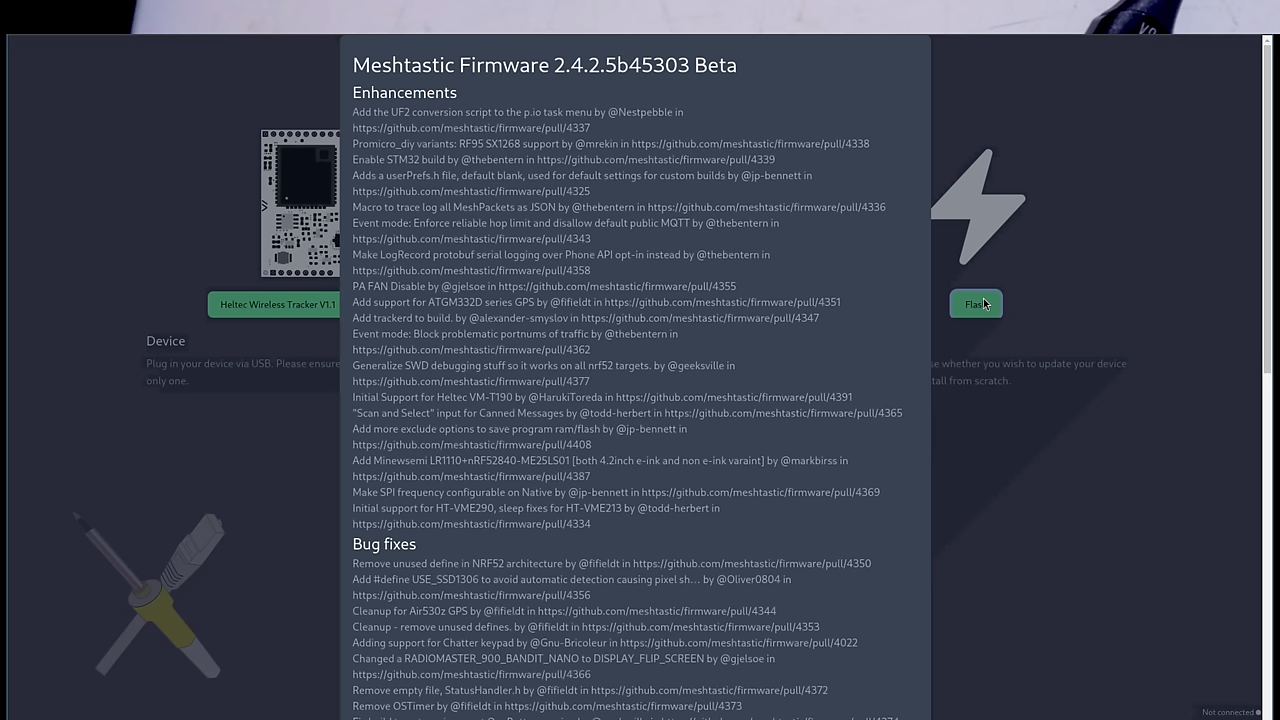 Meshtastic Firmware 2.4.2.5b45303 Beta
Enhancements
Add the UF2 conversion script to the p.io task menu by @Nestpebble in
https://github.com/meshtastic/firmware/pull/4337
Promicro_diy variants: RF95 SX1268 support by @mrekin in https://github.com/meshtastic/firmware/pull/4338
Enable STM32 build by @thebentern in https://github.com/meshtastic/firmware/pull/4339
Adds a userPrefs.h file, default blank, used for default settings for custom builds by @jp-bennett in
https://github.com/meshtastic/firmware/pull/4325
Macro to trace log all MeshPackets as JSON by @thebentern in https://github.com/meshtastic/firmware/pull/4336
Event mode: Enforce reliable hop limit and disallow default public MQTT by @thebentern in
https://github.com/meshtastic/firmware/pull/4343
Make LogRecord protobuf serial logging over Phone API opt-in instead by @thebentern in
https://github.com/meshtastic/firmware/pull/4358
PA FAN Disable by @gjelsoe in https://github.com/meshtastic/firmware/pull/4355
Add support for ATGM332D series GPS by @fifieldt in https://github.com/meshtastic/firmware/pull/4351
Add trackerd to build. by @alexander-smyslov in https://github.com/meshtastic/firmware/pull/4347
Event mode: Block problematic portnums of traffic by @thebentern in
https://github.com/meshtastic/firmware/pull/4362
Generalize SWD debugging stuff so it works on all nrf52 targets. by @geeksville in
https://github.com/meshtastic/firmware/pull/4377
Initial Support for Heltec VM-T190 by @HarukiToreda in https://github.com/meshtastic/firmware/pull/4391
"Scan and Select" input for Canned Messages by @todd-herbert in https://github.com/meshtastic/firmware/pull/4365
Add more exclude options to save program ram/flash by @jp-bennett in
https://github.com/meshtastic/firmware/pull/4408
Add Minewsemi LR1110+nRF52840-ME25LS01 [both 4.2inch e-ink and non e-ink varaint] by @markbirss in
https://github.com/meshtastic/firmware/pull/4387
Make SPI frequency configurable on Native by @jp-bennett in https://github.com/meshtastic/firmware/pull/4369
Initial support for HT-VME290, sleep fixes for HT-VME213 by @todd-herbert in
https://github.com/meshtastic/firmware/pull/4334
Bug fixes
Remove unused define in NRF52 architecture by @fifieldt in https://github.com/meshtastic/firmware/pull/4350
Add #define USE_SSD1306 to avoid automatic detection causing pixel sh... by @Oliver0804 in
https://github.com/meshtastic/firmware/pull/4356
Cleanup for Air530z GPS by @fifieldt in https://github.com/meshtastic/firmware/pull/4344
Cleanup - remove unused defines. by @fifieldt in https://github.com/meshtastic/firmware/pull/4353
Adding support for Chatter keypad by @Gnu-Bricoleur in https://github.com/meshtastic/firmware/pull/4022
Changed a RADIOMASTER_900_BANDIT_NANO to DISPLAY_FLIP_SCREEN by @gjelsoe in
https://github.com/meshtastic/firmware/pull/4366
Remove empty file, StatusHandler.h by @fifieldt in https://github.com/meshtastic/firmware/pull/4372
Remove OSTimer by @fifieldt in https://github.com/meshtastic/firmware/pull/4373
Heltec Wireless Tracker V1.1
Device
Plug in your device via USB. Please ensure
only one.
whether you wish to update your device
from scratch.
Not connected